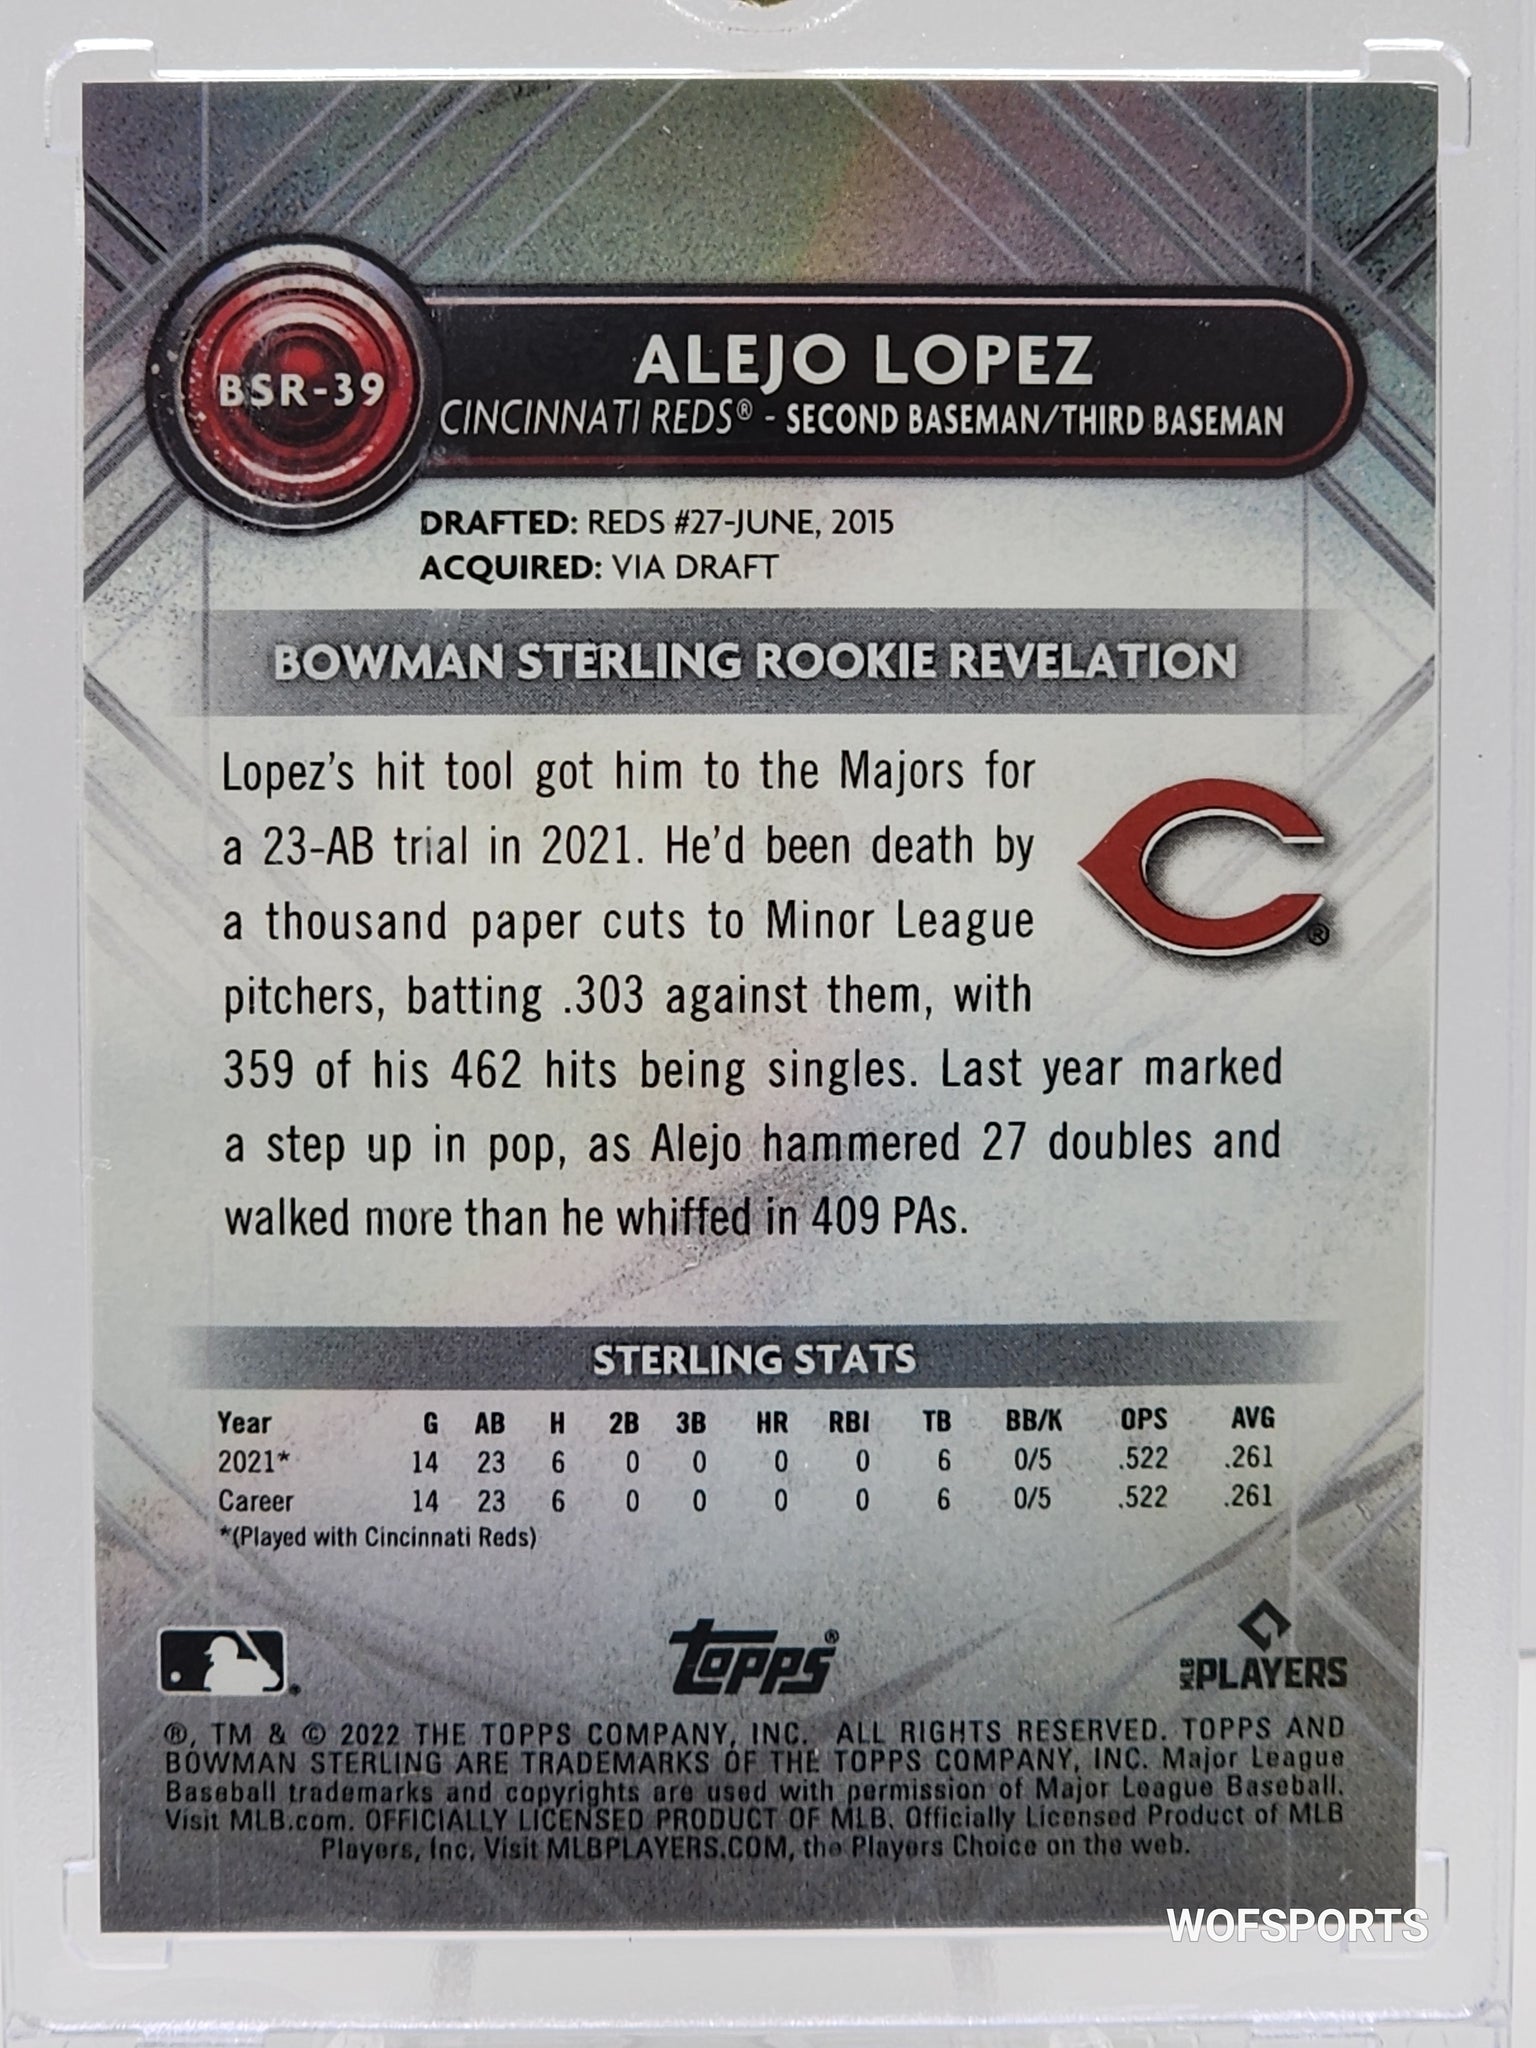 BSR-39
ALEJO LOPEZ
CINCINNATI REDS® - SECOND BASEMAN/THIRD BASEMAN
DRAFTED: REDS #27-JUNE, 2015
ACQUIRED: VIA DRAFT
BOWMAN STERLING ROOKIE REVELATION
Lopez's hit tool got him to the Majors for
a 23-AB trial in 2021. He'd been death by
a thousand paper cuts to Minor League
pitchers, batting .303 against them, with
359 of his 462 hits being singles. Last year marked
a step up in pop, as Alejo hammered 27 doubles and
walked more than he whiffed in 409 PAs.
C®
STERLING STATS
Year G AB H 2B 3B HR RBI TB BB/K OPS AVG
2021* 14 23 6 0 0 0 0 6 0/5 .522 .261
Career 14 23 6 0 0 0 0 6 0/5 .522 .261
*(Played with Cincinnati Reds)
topps®
MLB PLAYERS
®, TM & © 2022 THE TOPPS COMPANY, INC. ALL RIGHTS RESERVED. TOPPS AND
BOWMAN STERLING ARE TRADEMARKS OF THE TOPPS COMPANY, INC. Major League
Baseball trademarks and copyrights are used with permission of Major League Baseball.
Visit MLB.com. OFFICIALLY LICENSED PRODUCT OF MLB. Officially Licensed Product of MLB
Players, Inc. Visit MLBPLAYERS.COM, the Players Choice on the web.
WOFSPORTS